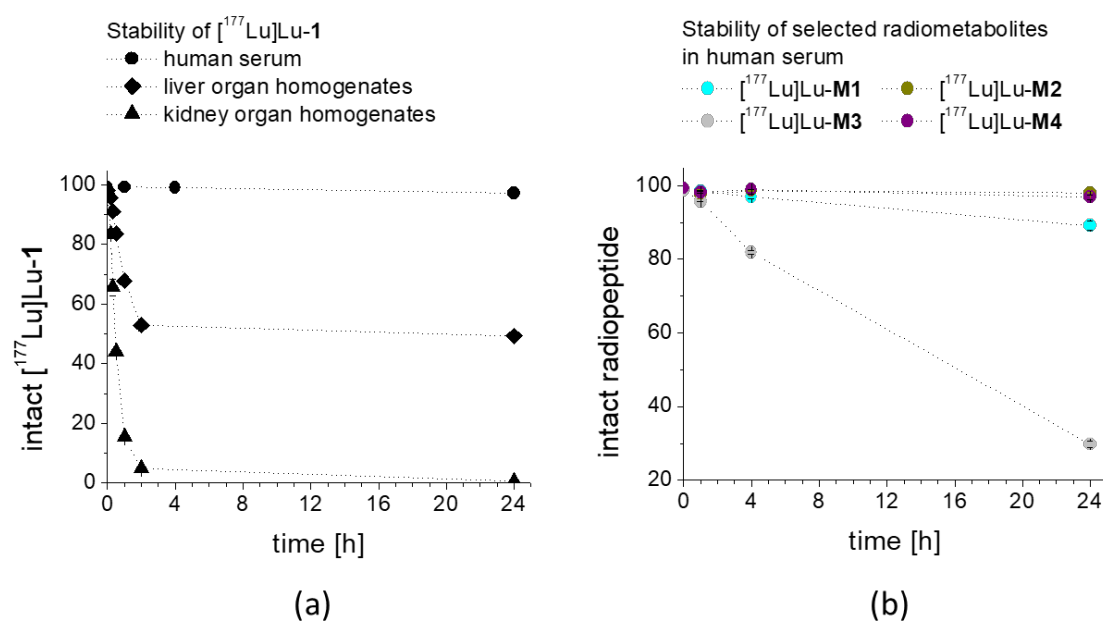 Stability of [¹⁷⁷Lu]Lu-1
human serum
liver organ homogenates
kidney organ homogenates
100
80
60
40
20
0
0 4 8 12 16 20 24
intact [¹⁷⁷Lu]Lu-1
time [h]
(a)
Stability of selected radiometabolites
in human serum
[¹⁷⁷Lu]Lu-M1 [¹⁷⁷Lu]Lu-M2
[¹⁷⁷Lu]Lu-M3 [¹⁷⁷Lu]Lu-M4
100
80
60
40
20
0 4 8 12 16 20 24
intact radiopeptide
time [h]
(b)